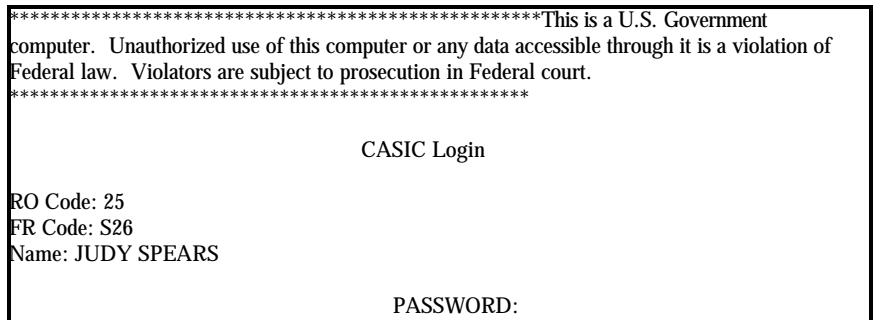 *****************************************************This is a U.S. Government
computer.  Unauthorized use of this computer or any data accessible through it is a violation of
Federal law.  Violators are subject to prosecution in Federal court.
****************************************************
CASIC Login
RO Code: 25
FR Code: S26
Name: JUDY SPEARS
PASSWORD: